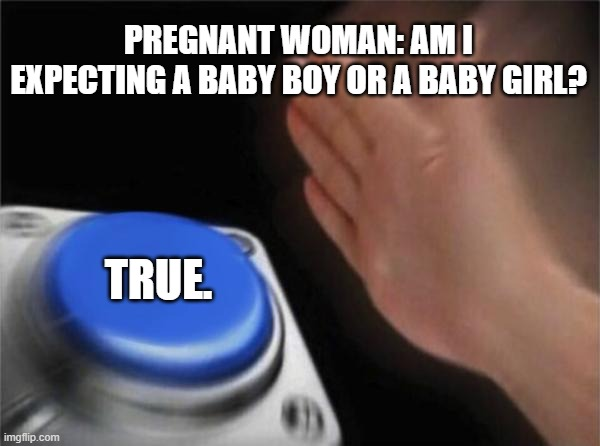 PREGNANT WOMAN: AM I
EXPECTING A BABY BOY OR A BABY GIRL?
TRUE.
imgflip.com